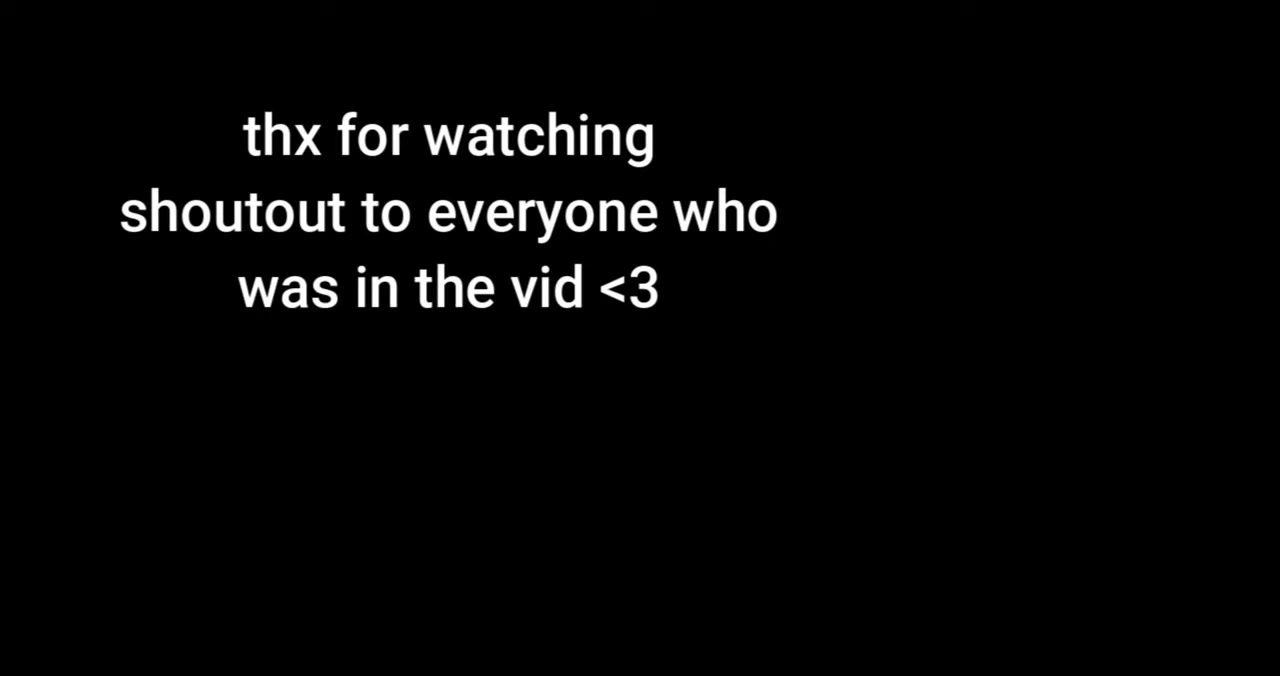 thx for watching
shoutout to everyone who
was in the vid <3